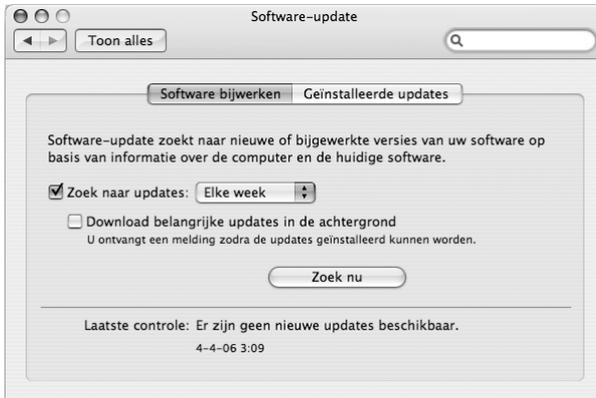 Software-update
Toon alles
Software bijwerken Geïnstalleerde updates
Software-update zoekt naar nieuwe of bijgewerkte versies van uw software op
basis van informatie over de computer en de huidige software.
Zoek naar updates: Elke week
Download belangrijke updates in de achtergrond
U ontvangt een melding zodra de updates geïnstalleerd kunnen worden.
Zoek nu
Laatste controle: Er zijn geen nieuwe updates beschikbaar.
4-4-06 3:09